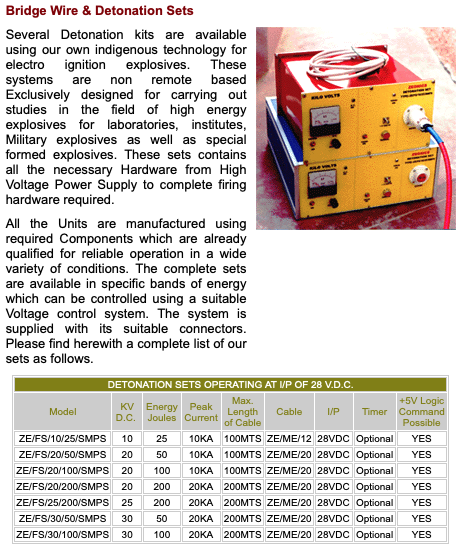 Bridge Wire & Detonation Sets
Several Detonation kits are available
using our own indigenous technology for
electro ignition explosives. These
systems are non remote based
Exclusively designed for carrying out
studies in the field of high energy
explosives for laboratories, institutes,
Military explosives as well as special
formed explosives. These sets contains
all the necessary Hardware from High
Voltage Power Supply to complete firing
hardware required.
KILO VOLTS
ZEONICS
DETONATION SET
KILO VOLTS
All the Units are manufactured using
required Components which are already
qualified for reliable operation in a wide
variety of conditions. The complete sets
are available in specific bands of energy
which can be controlled using a suitable
Voltage control system. The system is
supplied with its suitable connectors.
Please find herewith a complete list of our
sets as follows.
DETONATION SETS OPERATING AT I/P OF 28 V.D.C.
Model KV D.C. Energy Joules Peak Current Max. Length of Cable Cable I/P Timer +5V Logic Command Possible
ZE/FS/10/25/SMPS 10 25 10KA 100MTS ZE/ME/12 28VDC Optional YES
ZE/FS/20/50/SMPS 20 50 10KA 100MTS ZE/ME/20 28VDC Optional YES
ZE/FS/20/100/SMPS 20 100 10KA 100MTS ZE/ME/20 28VDC Optional YES
ZE/FS/20/200/SMPS 20 200 20KA 200MTS ZE/ME/20 28VDC Optional YES
ZE/FS/25/200/SMPS 25 200 20KA 200MTS ZE/ME/20 28VDC Optional YES
ZE/FS/30/50/SMPS 30 50 20KA 200MTS ZE/ME/20 28VDC Optional YES
ZE/FS/30/100/SMPS 30 100 20KA 200MTS ZE/ME/20 28VDC Optional YES